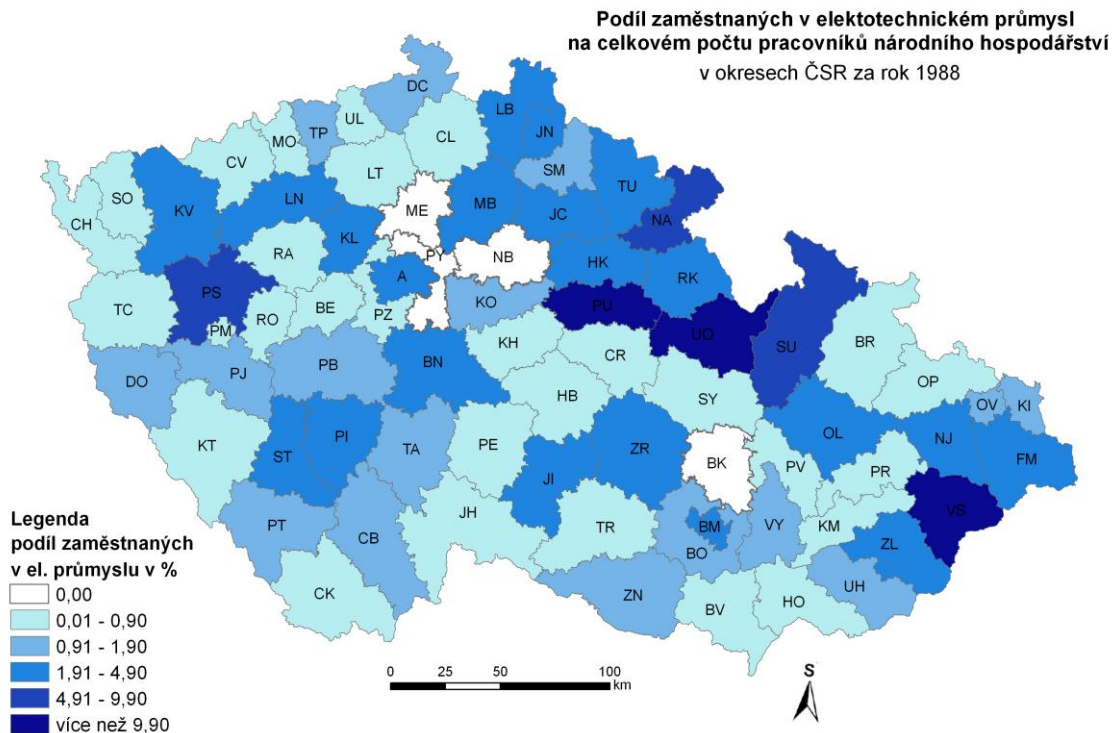 Podíl zaměstnaných v elektotechnickém průmysl
na celkovém počtu pracovníků národního hospodářství
v okresech ČSR za rok 1988
DC
UL
TP
MO
CL
LB
JN
SM
CV
LT
TU
SO
KV
LN
ME
MB
JC
NA
CH
KL
RA
PY
NB
HK
RK
A
PS
KO
PU
TC
RO
BE
PZ
PM
UO
SU
BR
KH
CR
OP
DO
PJ
PB
BN
HB
SY
OV
KI
KT
ST
PI
TA
PE
ZR
OL
NJ
FM
BK
PV
PR
JI
VS
PT
CB
JH
TR
BM
BO
VY
KM
ZL
CK
ZN
BV
HO
UH
Legenda
podíl zaměstnaných
v el. průmyslu v %
0,00
0,01 - 0,90
0,91 - 1,90
1,91 - 4,90
4,91 - 9,90
více než 9,90
0 25 50 100
km
S